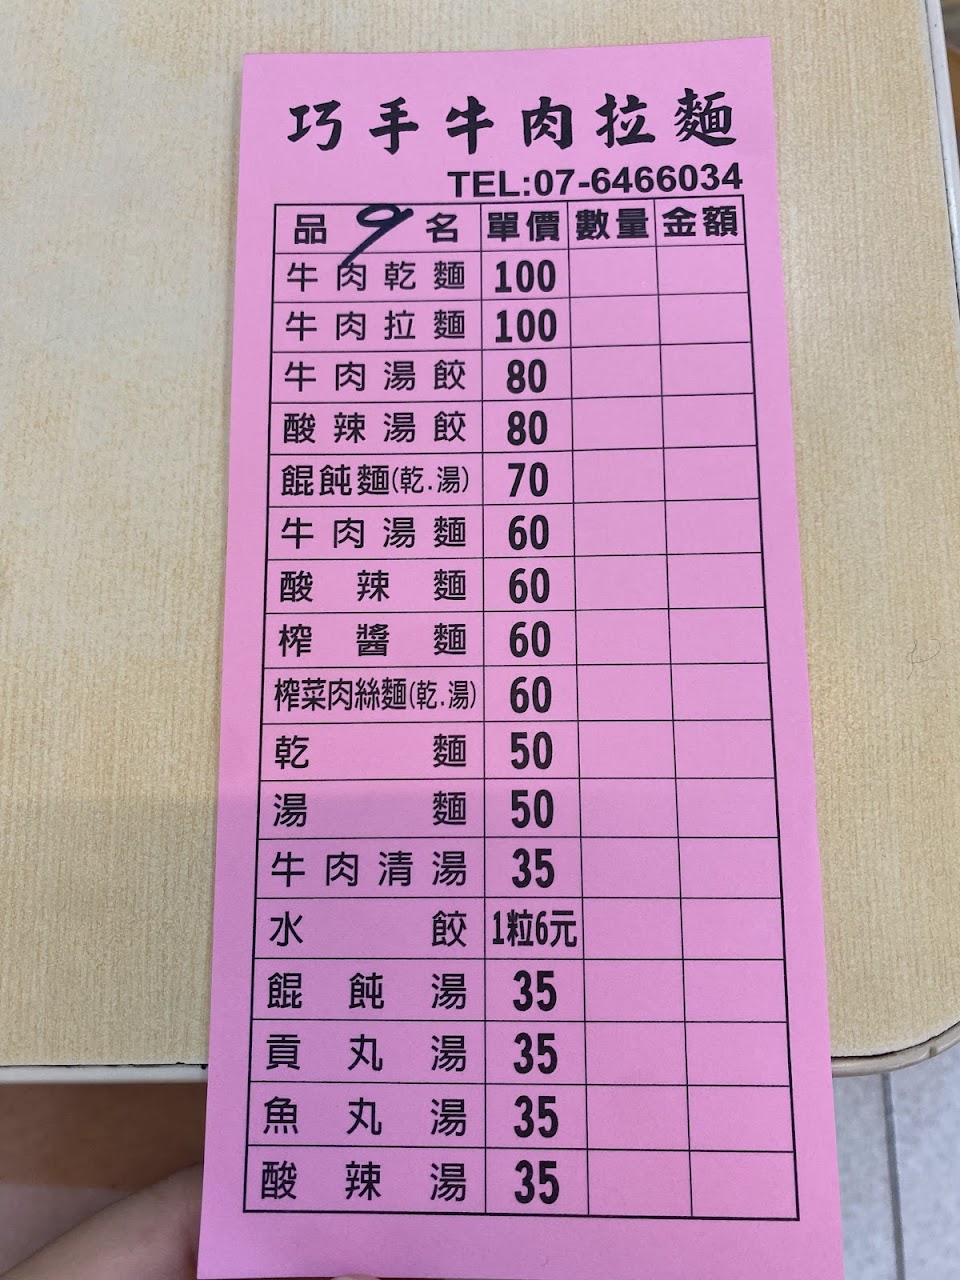 巧手牛肉拉麵
TEL:07-6466034
品名 單價 數量 金額
9
牛肉乾麵 100
牛肉拉麵 100
牛肉湯餃 80
酸辣湯餃 80
餛飩麵(乾.湯) 70
牛肉湯麵 60
酸辣麵 60
榨醬麵 60
榨菜肉絲麵(乾.湯) 60
乾麵 50
湯麵 50
牛肉清湯 35
水餃 1粒6元
餛飩湯 35
貢丸湯 35
魚丸湯 35
酸辣湯 35